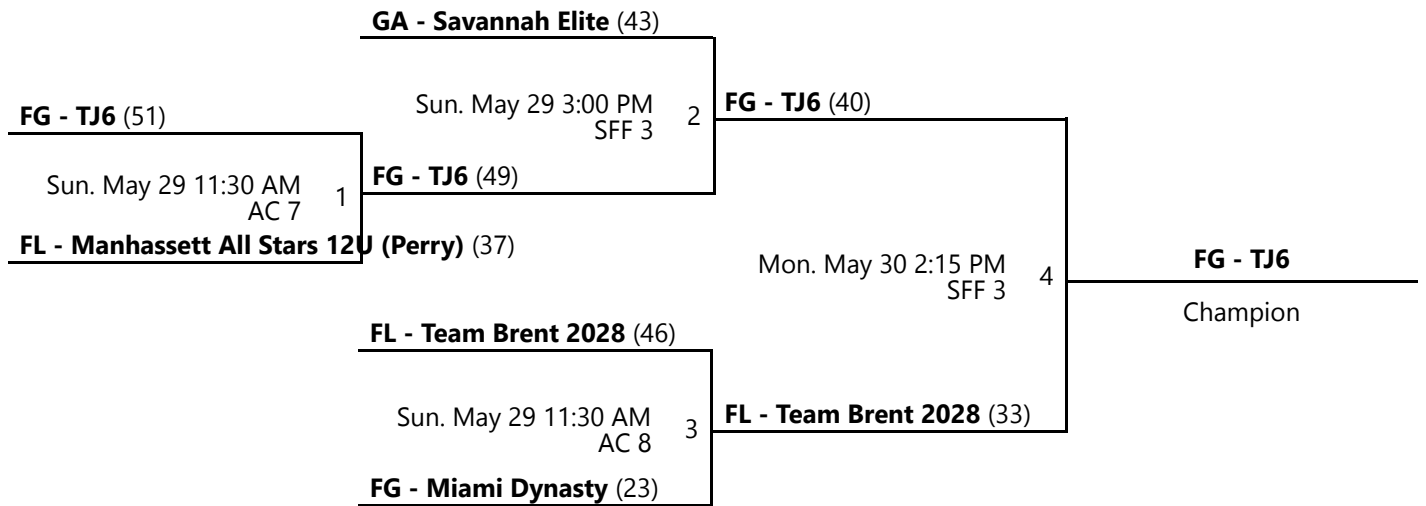 GA - Savannah Elite (43)
FG - TJ6 (51)
Sun. May 29 3:00 PM
SFF 3
2
FG - TJ6 (40)
Sun. May 29 11:30 AM
AC 7
1
FG - TJ6 (49)
FL - Manhassett All Stars 12U (Perry) (37)
Mon. May 30 2:15 PM
SFF 3
4
FG - TJ6
Champion
FL - Team Brent 2028 (46)
Sun. May 29 11:30 AM
AC 8
3
FL - Team Brent 2028 (33)
FG - Miami Dynasty (23)